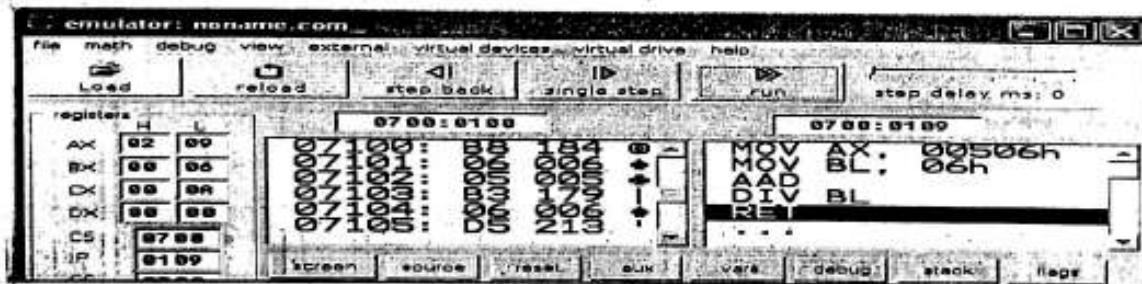 emulator: noname.com
file math debug view external virtual devices virtual drive help
Load reload step back single step run step delay ms: 0
registers
H L
0700:0100
0700:0109
AX 02 09
BX 00 06
CX 00 0A
DX 00 00
CS 0700
IP 0109
07100: B8 184
07101: 06 006
07102: 05 005
07103: B3 179
07104: 06 006
07105: D5 213
MOV AX, 00506h
MOV BL, 06h
AAD
DIV BL
RET
...
screen source reset aux vars debug stack flags